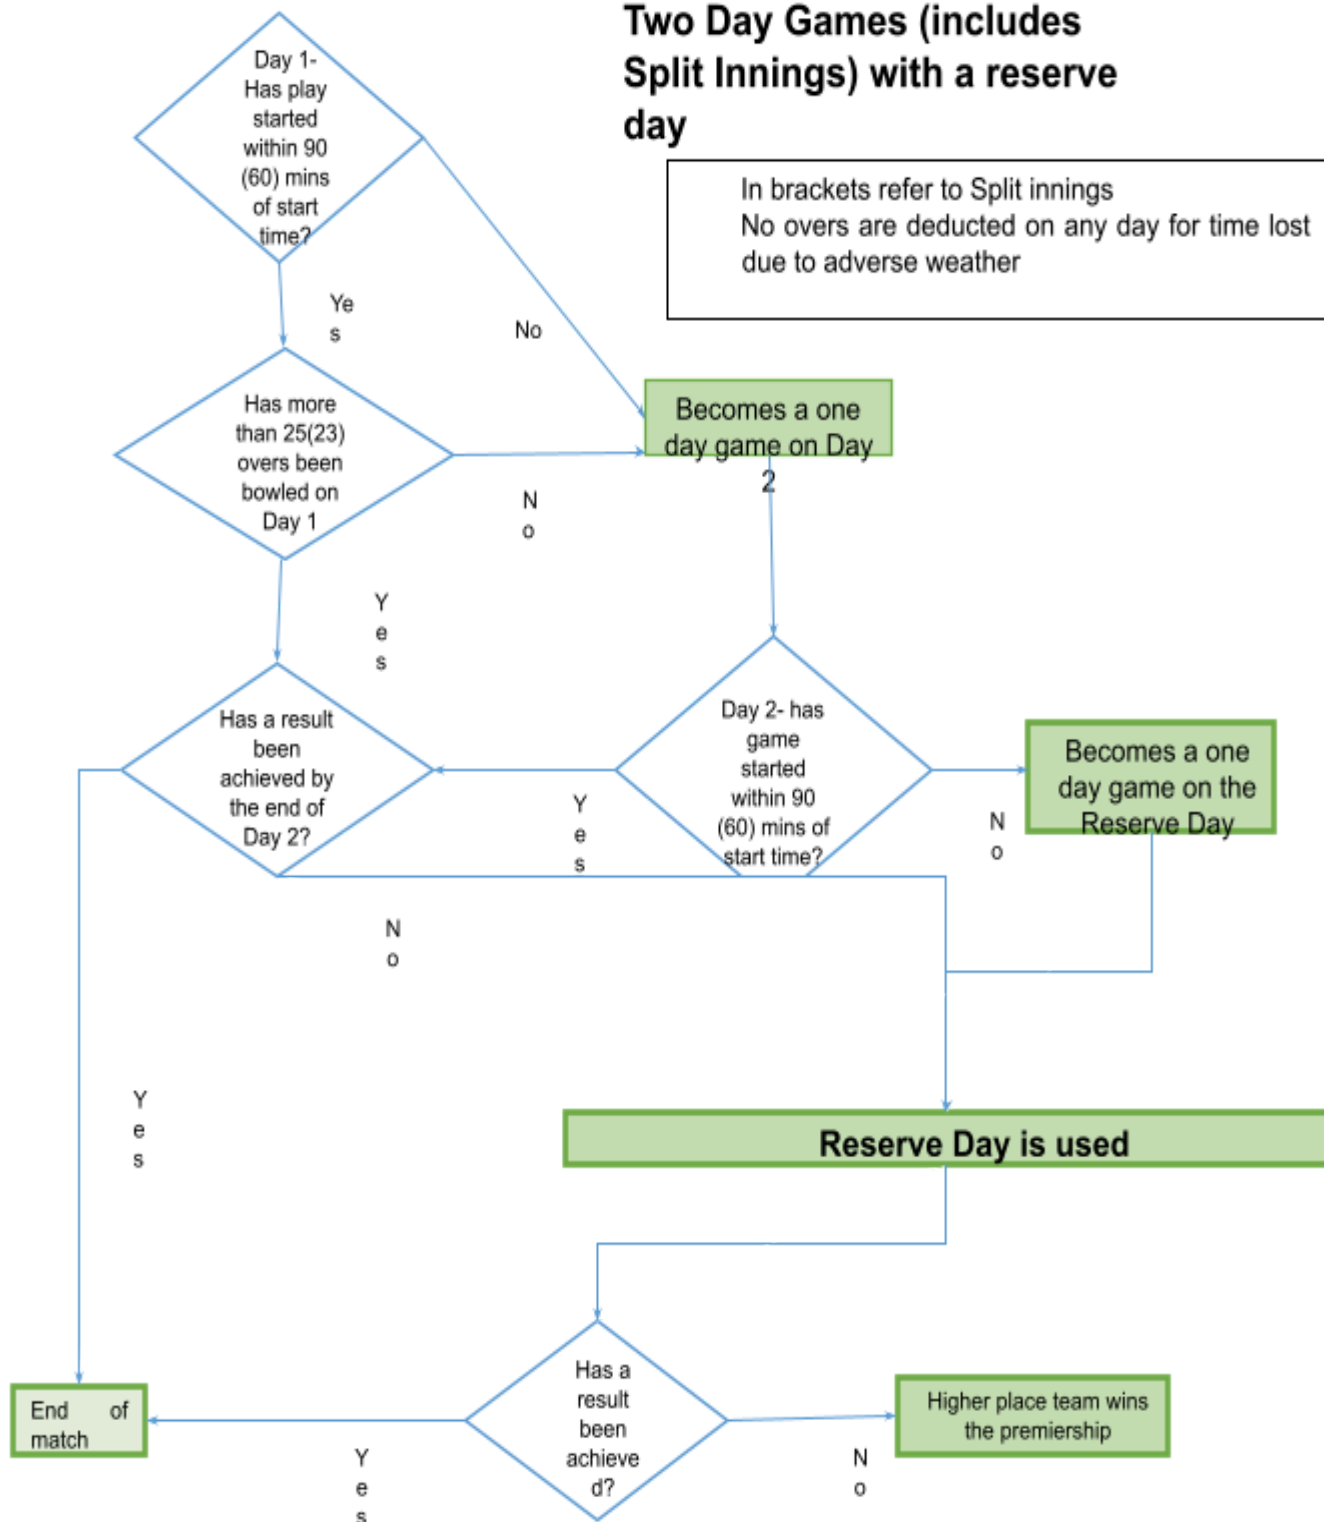 Two Day Games (includes
Split Innings) with a reserve
day
Day 1-
Has play
started
within 90
(60) mins
of start
time?
In brackets refer to Split innings
No overs are deducted on any day for time lost
due to adverse weather
Ye
s
No
Has more
than 25(23)
overs been
bowled on
Day 1
Becomes a one
day game on Day
2
N
o
Y
e
s
Has a result
been
achieved by
the end of
Day 2?
Day 2- has
game
started
within 90
(60) mins of
start time?
Becomes a one
day game on the
Reserve Day
Y
e
s
N
o
N
o
Y
e
s
Reserve Day is used
Has a
result
been
achieve
d?
End of
match
Higher place team wins
the premiership
Y
e
s
N
o